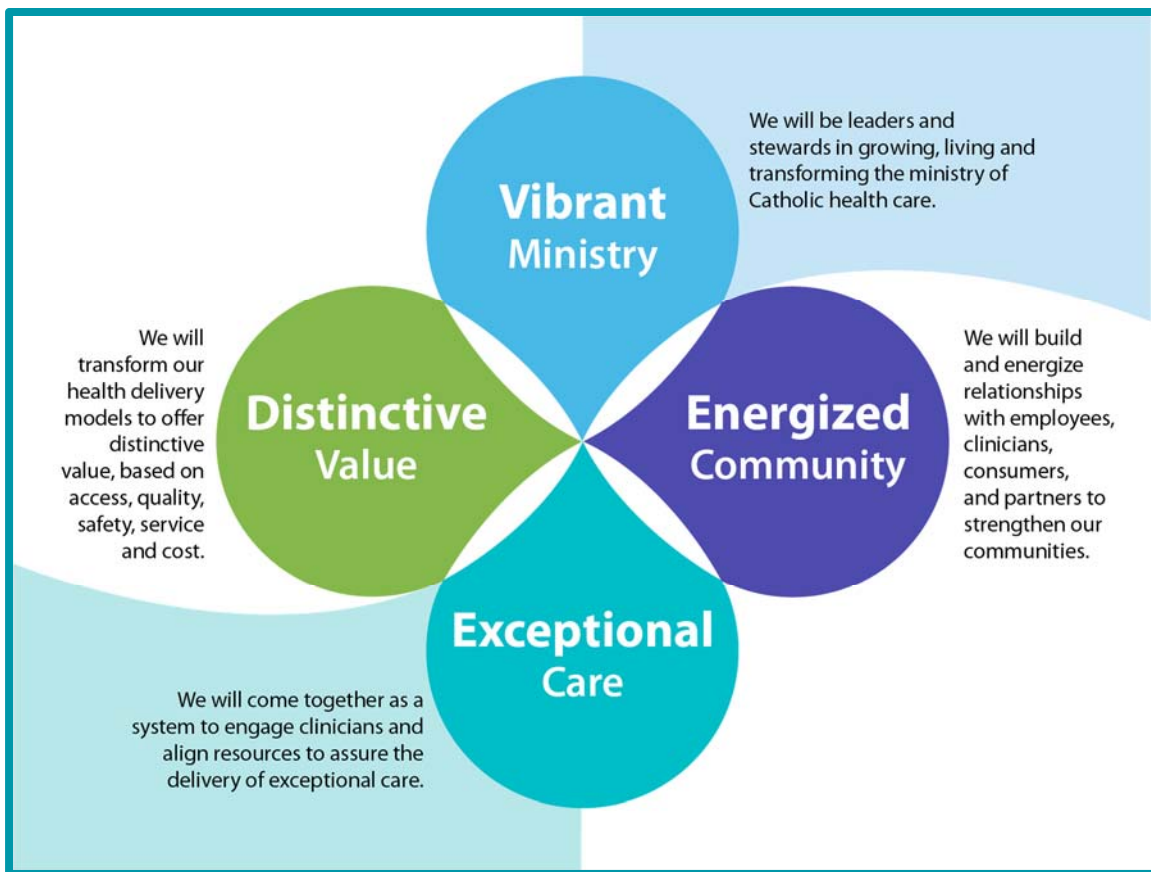 Vibrant
Ministry
We will be leaders and
stewards in growing, living and
transforming the ministry of
Catholic health care.
Distinctive
Value
We will
transform our
health delivery
models to offer
distinctive
value, based on
access, quality,
safety, service
and cost.
Energized
Community
We will build
and energize
relationships
with employees,
clinicians,
consumers,
and partners to
strengthen our
communities.
Exceptional
Care
We will come together as a
system to engage clinicians and
align resources to assure the
delivery of exceptional care.